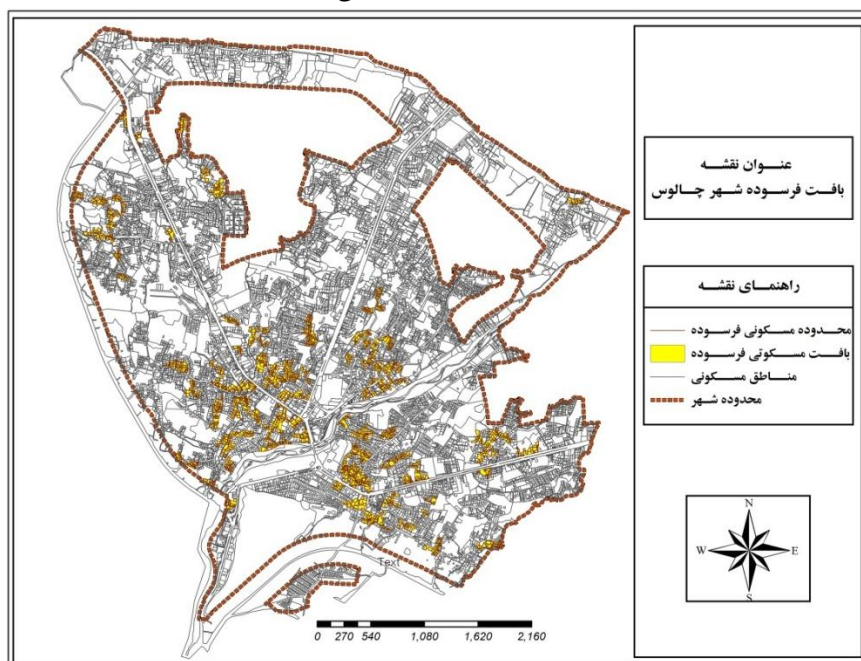 عنوان نقشه
بافت فرسوده شهر چالوس
راهنمای نقشه
محدوده مسکونی فرسوده
بافت مسکوتی فرسوده
مناطق مسکونی
محدوده شهر
N
W E
S
Text
0 270 540 1,080 1,620 2,160